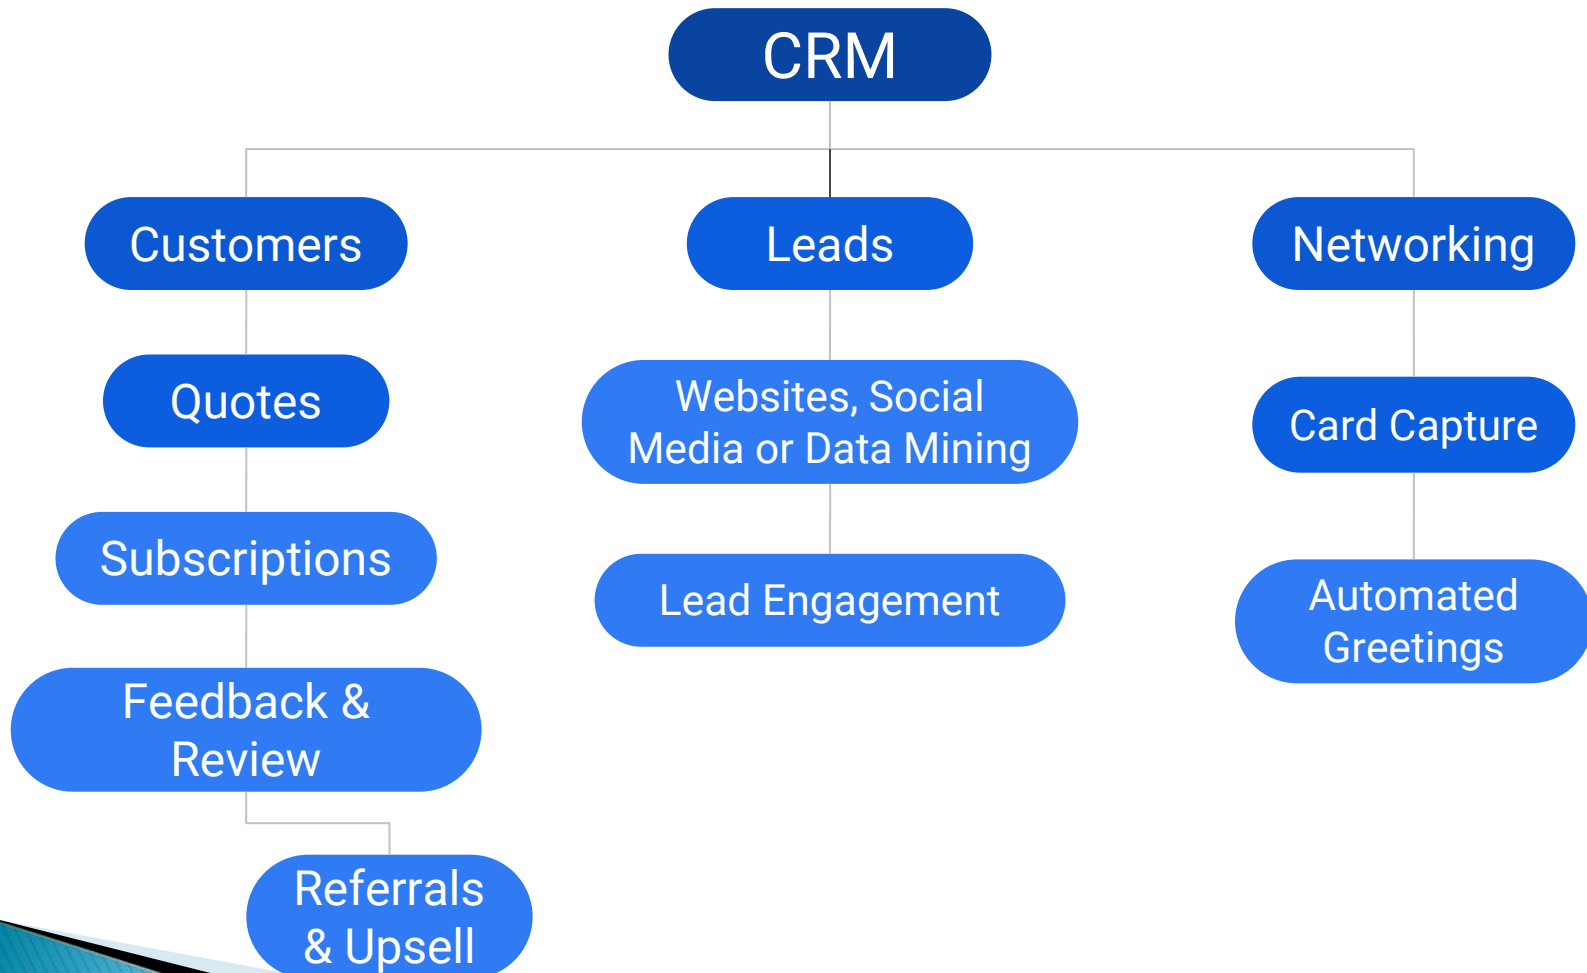 CRM
Customers
Leads
Networking
Quotes
Websites, Social
Media or Data Mining
Card Capture
Subscriptions
Lead Engagement
Automated
Greetings
Feedback &
Review
Referrals
& Upsell